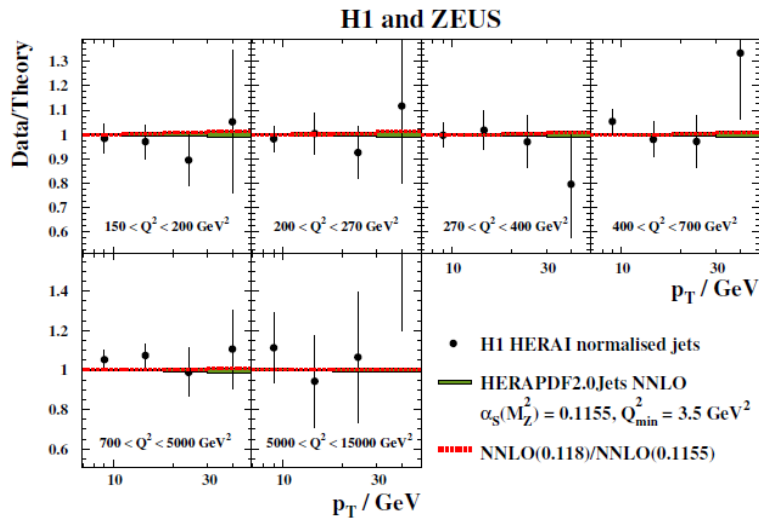 H1 and ZEUS
Data/Theory
1.3
1.2
1.1
1
0.9
0.8
0.7
0.6
150 < Q² < 200 GeV²
200 < Q² < 270 GeV²
270 < Q² < 400 GeV²
400 < Q² < 700 GeV²
10 30
10 30
p_T / GeV
p_T / GeV
1.4
1.2
1
0.8
0.6
700 < Q² < 5000 GeV²
5000 < Q² < 15000 GeV²
10 30
10 30
p_T / GeV
H1 HERAI normalised jets
HERAPDF2.0Jets NNLO
α_S(M_Z²) = 0.1155, Q²_min = 3.5 GeV²
NNLO(0.118)/NNLO(0.1155)